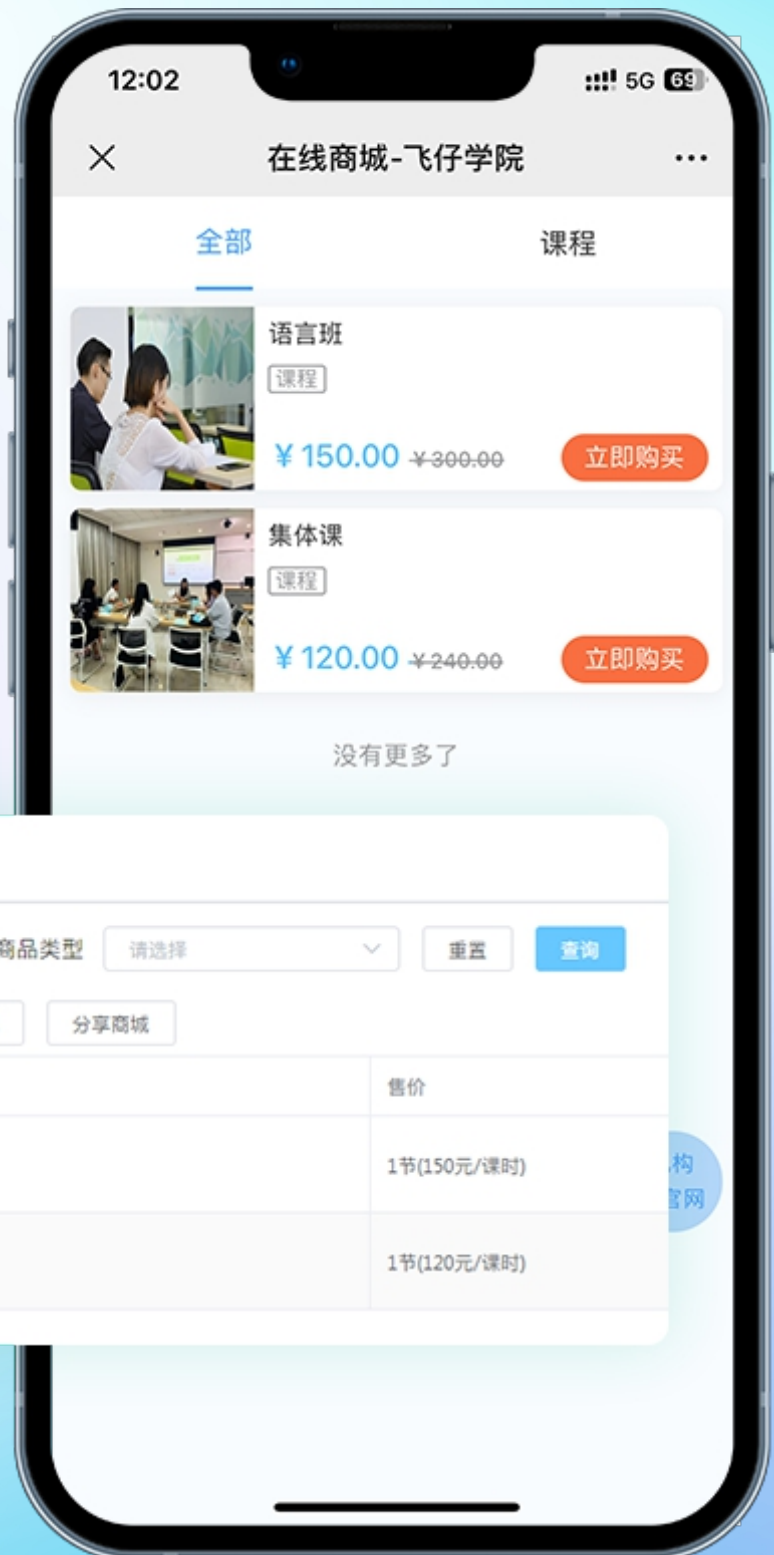 12:02
5G 69
在线商城-飞仔学院
全部
课程
语言班
课程
¥150.00 ¥300.00
立即购买
集体课
课程
¥120.00 ¥240.00
立即购买
没有更多了
商品类型 请选择 重置 查询
分享商城
售价
1节(150元/课时)
构
官网
1节(120元/课时)